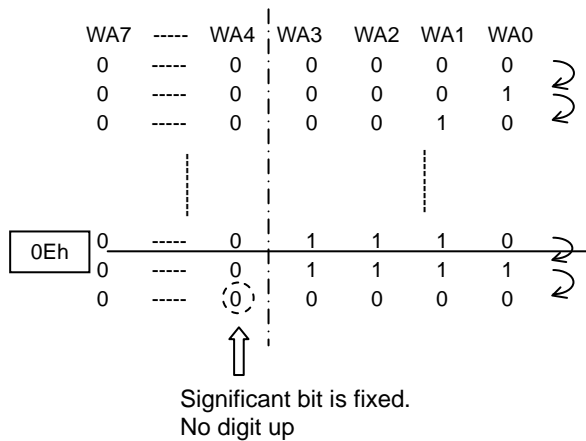 WA7 ----- WA4 WA3 WA2 WA1 WA0
0 ----- 0 0 0 0 0
0 ----- 0 0 0 0 1
0 ----- 0 0 0 1 0
0Eh
0 ----- 0 1 1 1 0
0 ----- 0 1 1 1 1
0 ----- 0 0 0 0 0
Significant bit is fixed.
No digit up